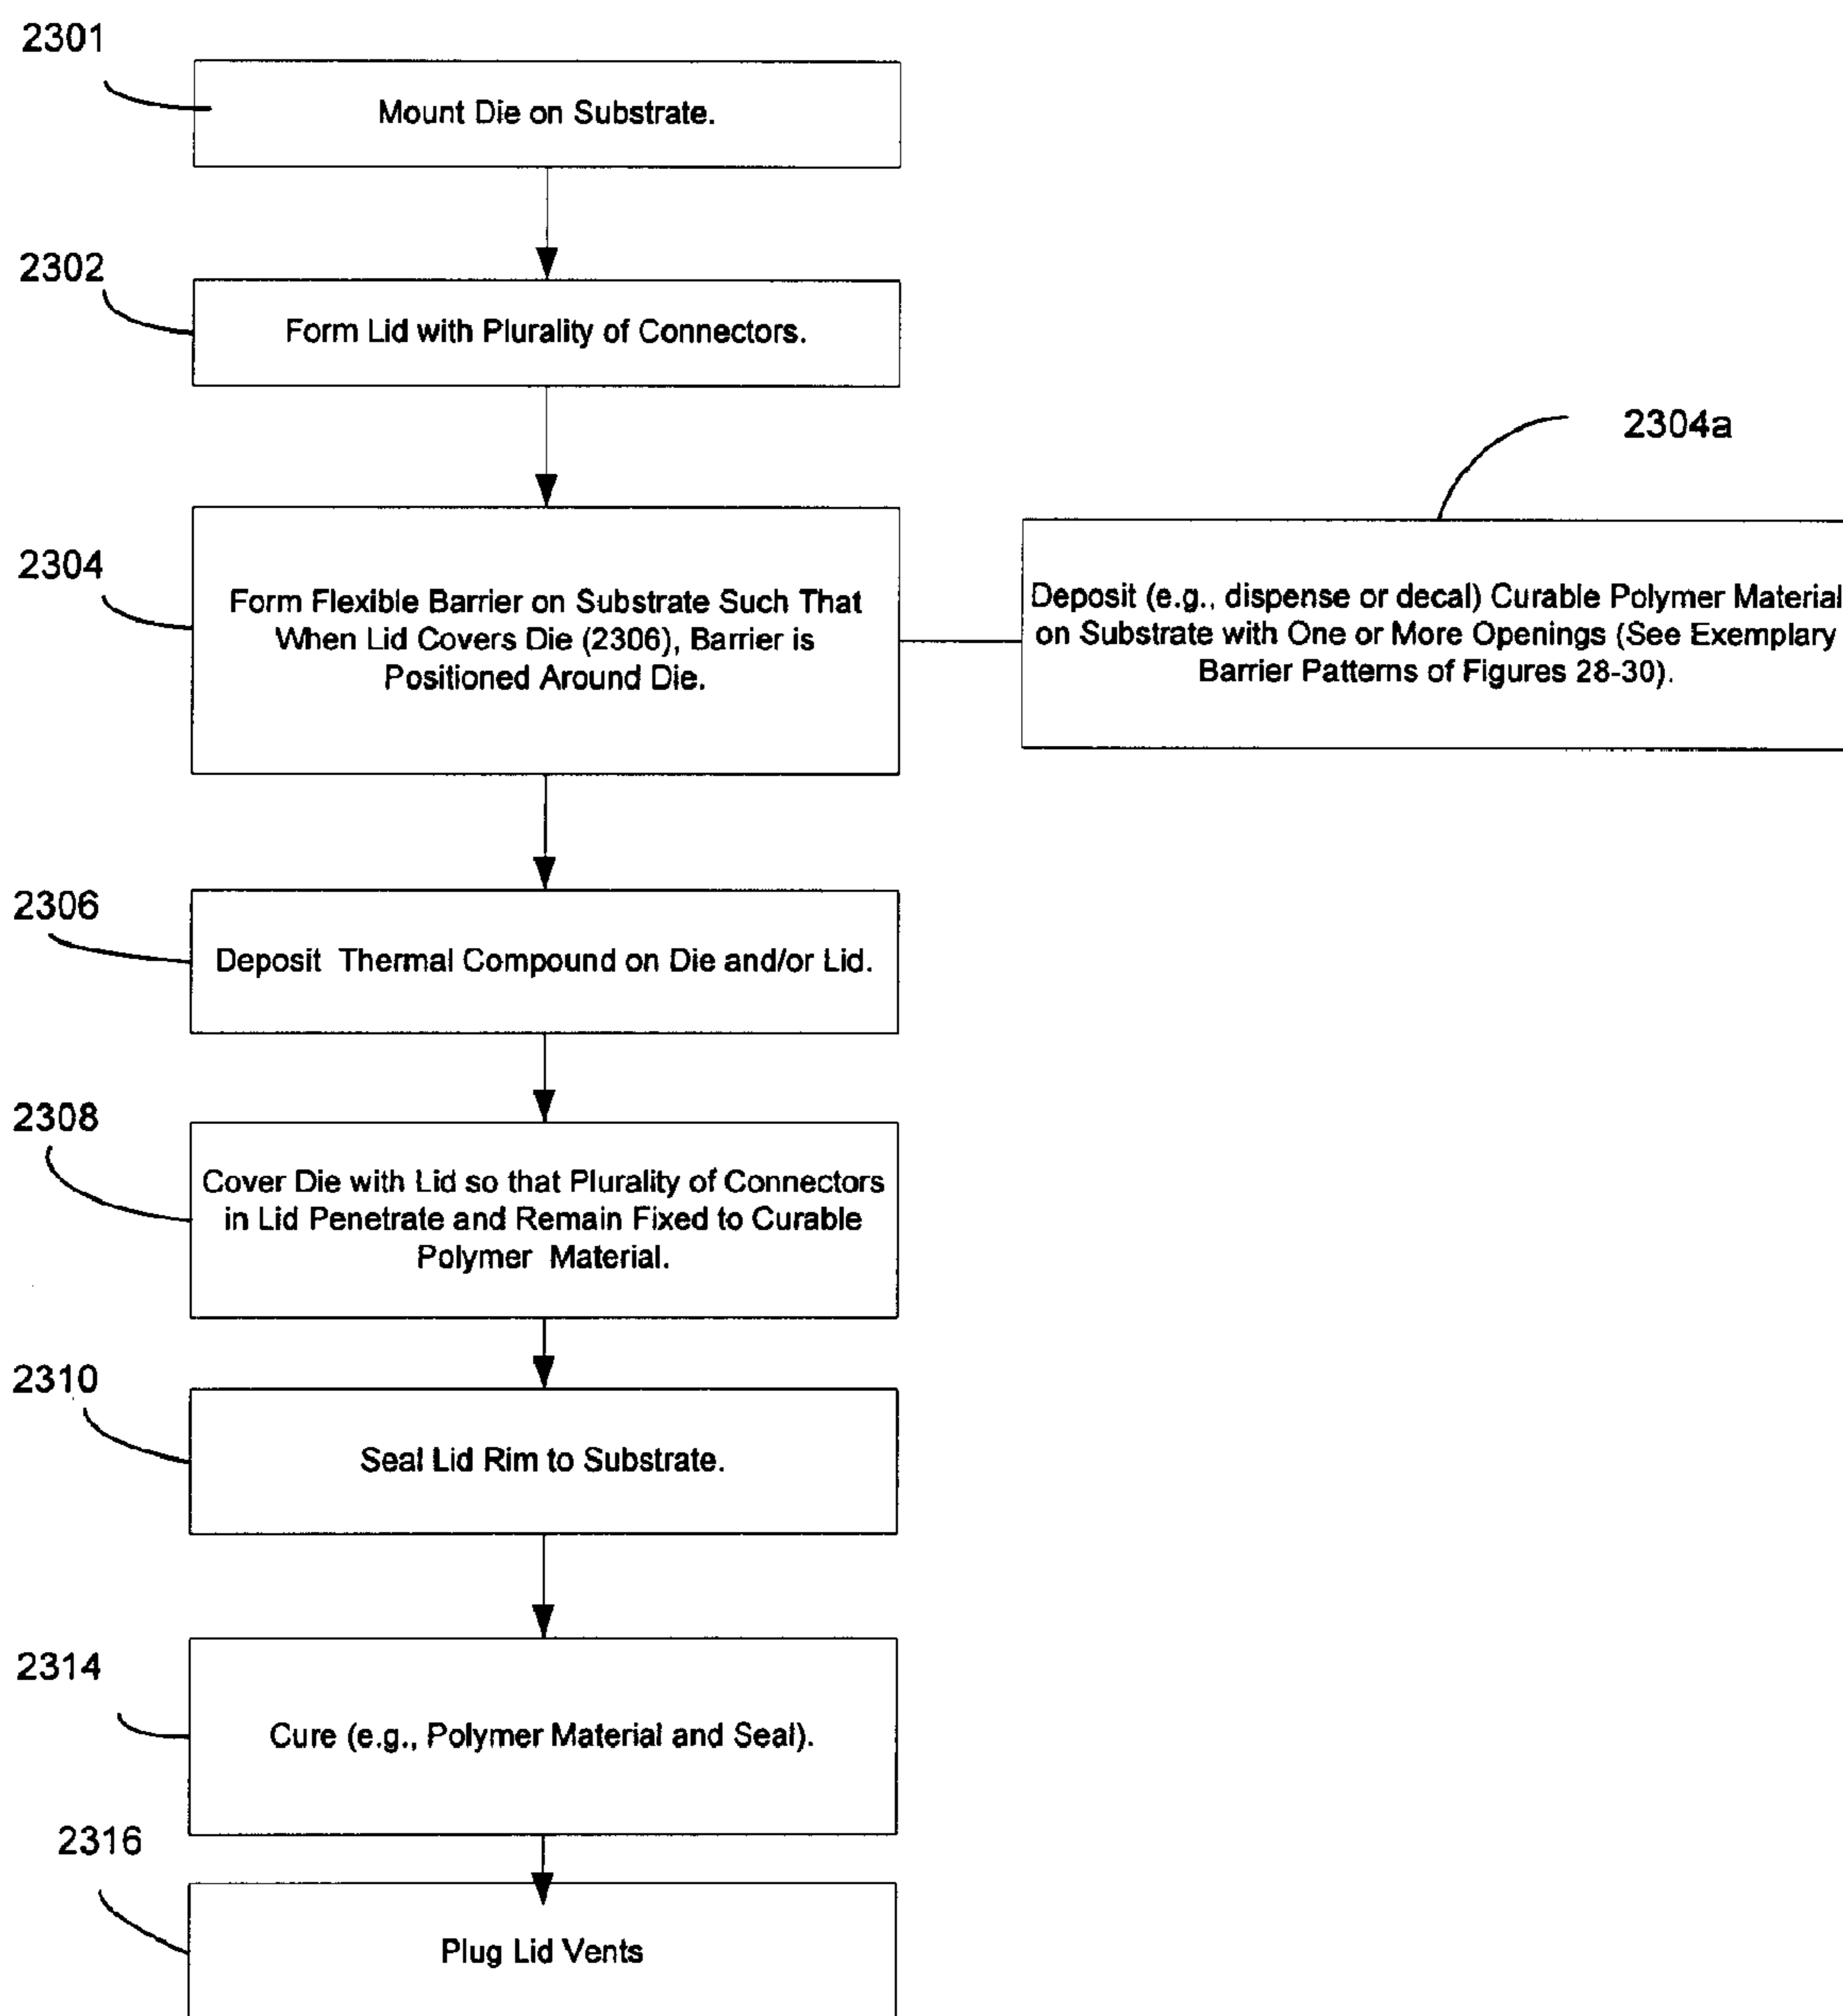 2301
Mount Die on Substrate.
2302
Form Lid with Plurality of Connectors.
2304a
2304
Form Flexible Barrier on Substrate Such That
When Lid Covers Die (2306), Barrier is
Positioned Around Die.
Deposit (e.g., dispense or decal) Curable Polymer Material
on Substrate with One or More Openings (See Exemplary
Barrier Patterns of Figures 28-30).
2306
Deposit Thermal Compound on Die and/or Lid.
2308
Cover Die with Lid so that Plurality of Connectors
in Lid Penetrate and Remain Fixed to Curable
Polymer Material.
2310
Seal Lid Rim to Substrate.
2314
Cure (e.g., Polymer Material and Seal).
2316
Plug Lid Vents